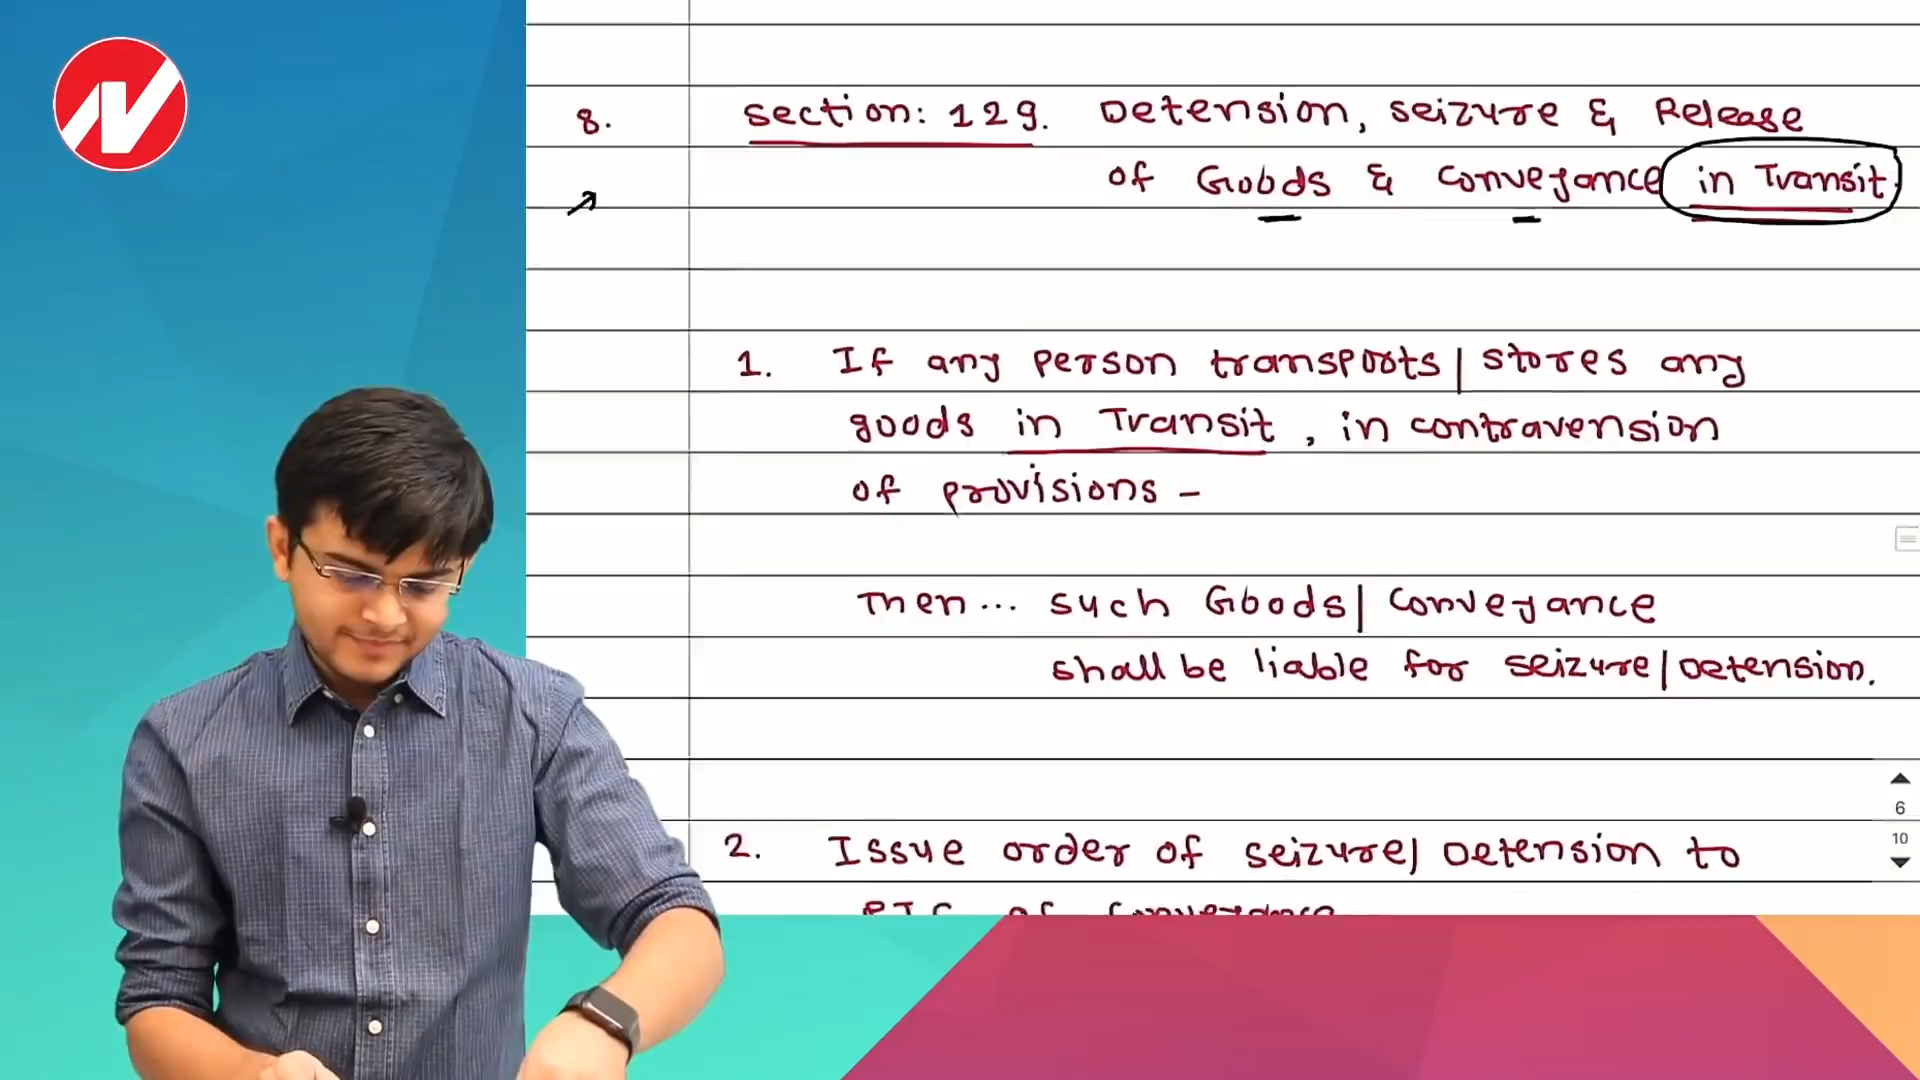 8. Section: 129. Detension, seizure & Release
of Goods & Conveyance in Transit.
1. If any person transports/stores any
goods in Transit, in contravension
of provisions -
Then... such Goods/Conveyance
shall be liable for seizure/Detension.
6
10
2. Issue order of seizure/Detension to
of Conveyance